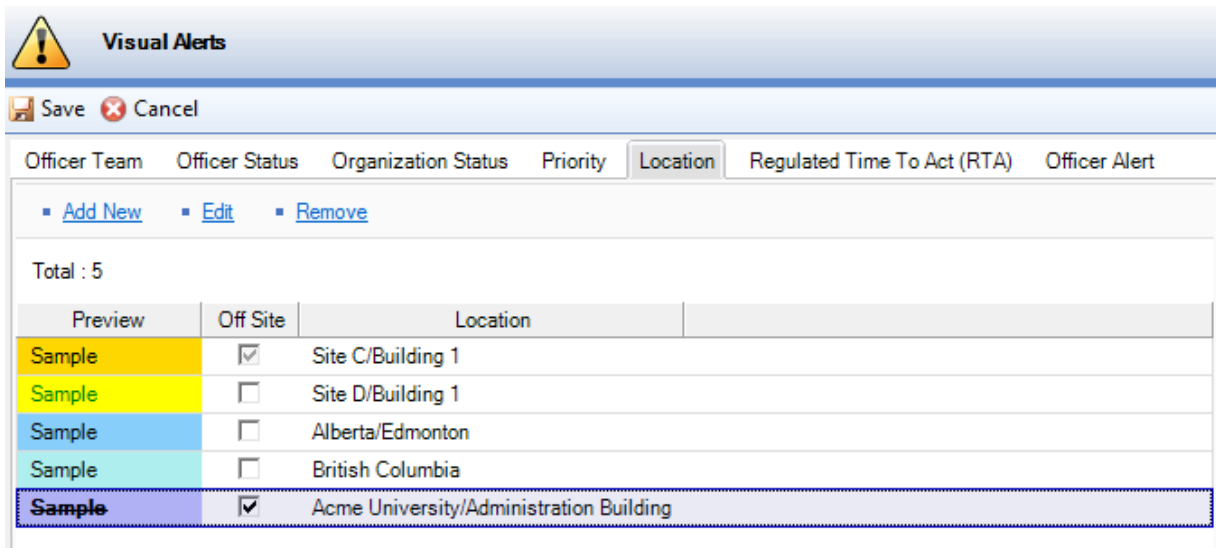 Visual Alerts
Save Cancel
Officer Team Officer Status Organization Status Priority Location Regulated Time To Act (RTA) Officer Alert
Add New Edit Remove
Total : 5
Preview Off Site Location
Sample Site C/Building 1
Sample Site D/Building 1
Sample Alberta/Edmonton
Sample British Columbia
Sample Acme University/Administration Building